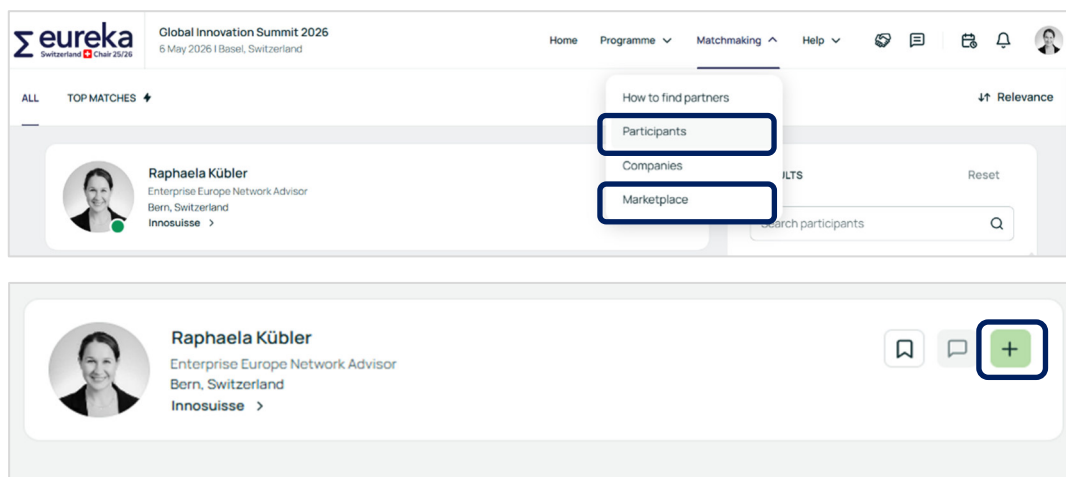 eureka
Switzerland Chair 25/26
Global Innovation Summit 2026
6 May 2026 I Basel, Switzerland
Home
Programme
Matchmaking
Help
ALL
TOP MATCHES
How to find partners
Participants
Companies
Marketplace
Relevance
Raphaela Kübler
Enterprise Europe Network Advisor
Bern, Switzerland
Innosuisse >
Reset
Search participants
Raphaela Kübler
Enterprise Europe Network Advisor
Bern, Switzerland
Innosuisse >